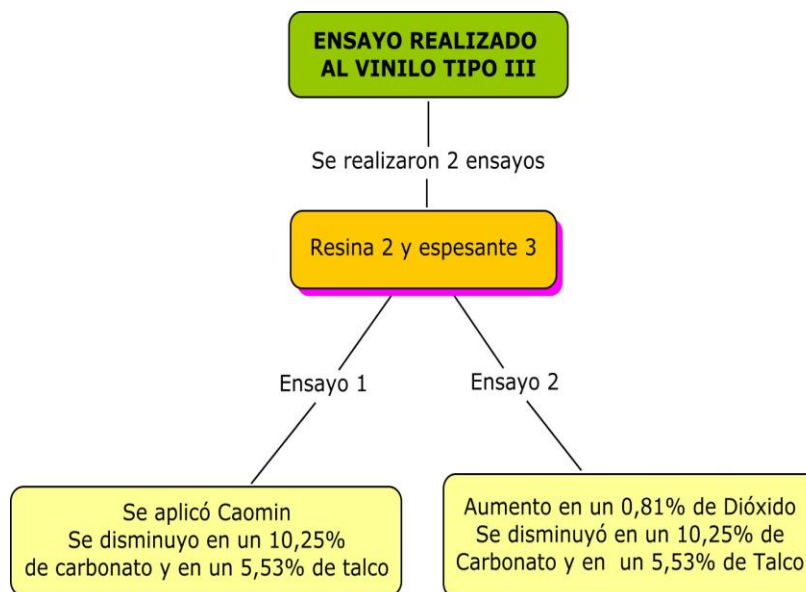 ENSAYO REALIZADO
AL VINILO TIPO III
Se realizaron 2 ensayos
Resina 2 y espesante 3
Ensayo 1
Ensayo 2
Se aplicó Caomin
Se disminuyo en un 10,25%
de carbonato y en un 5,53% de talco
Aumento en un 0,81% de Dióxido
Se disminuyó en un 10,25% de
Carbonato y en un 5,53% de Talco